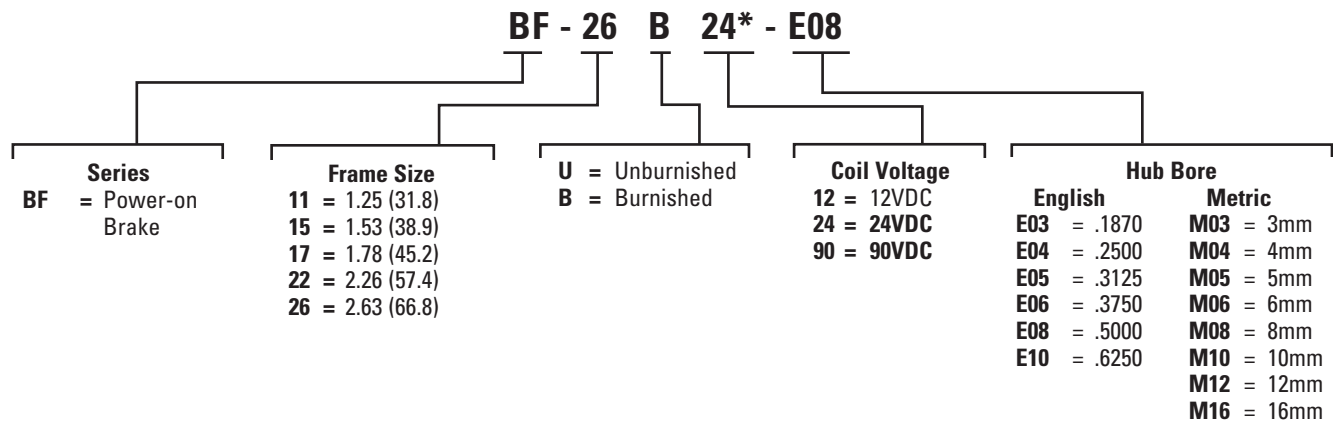 BF - 26 B 24* - E08
Series
BF = Power-on
Brake
Frame Size
11 = 1.25 (31.8)
15 = 1.53 (38.9)
17 = 1.78 (45.2)
22 = 2.26 (57.4)
26 = 2.63 (66.8)
U = Unburnished
B = Burnished
Coil Voltage
12 = 12VDC
24 = 24VDC
90 = 90VDC
Hub Bore
English
E03 = .1870
E04 = .2500
E05 = .3125
E06 = .3750
E08 = .5000
E10 = .6250
Metric
M03 = 3mm
M04 = 4mm
M05 = 5mm
M06 = 6mm
M08 = 8mm
M10 = 10mm
M12 = 12mm
M16 = 16mm